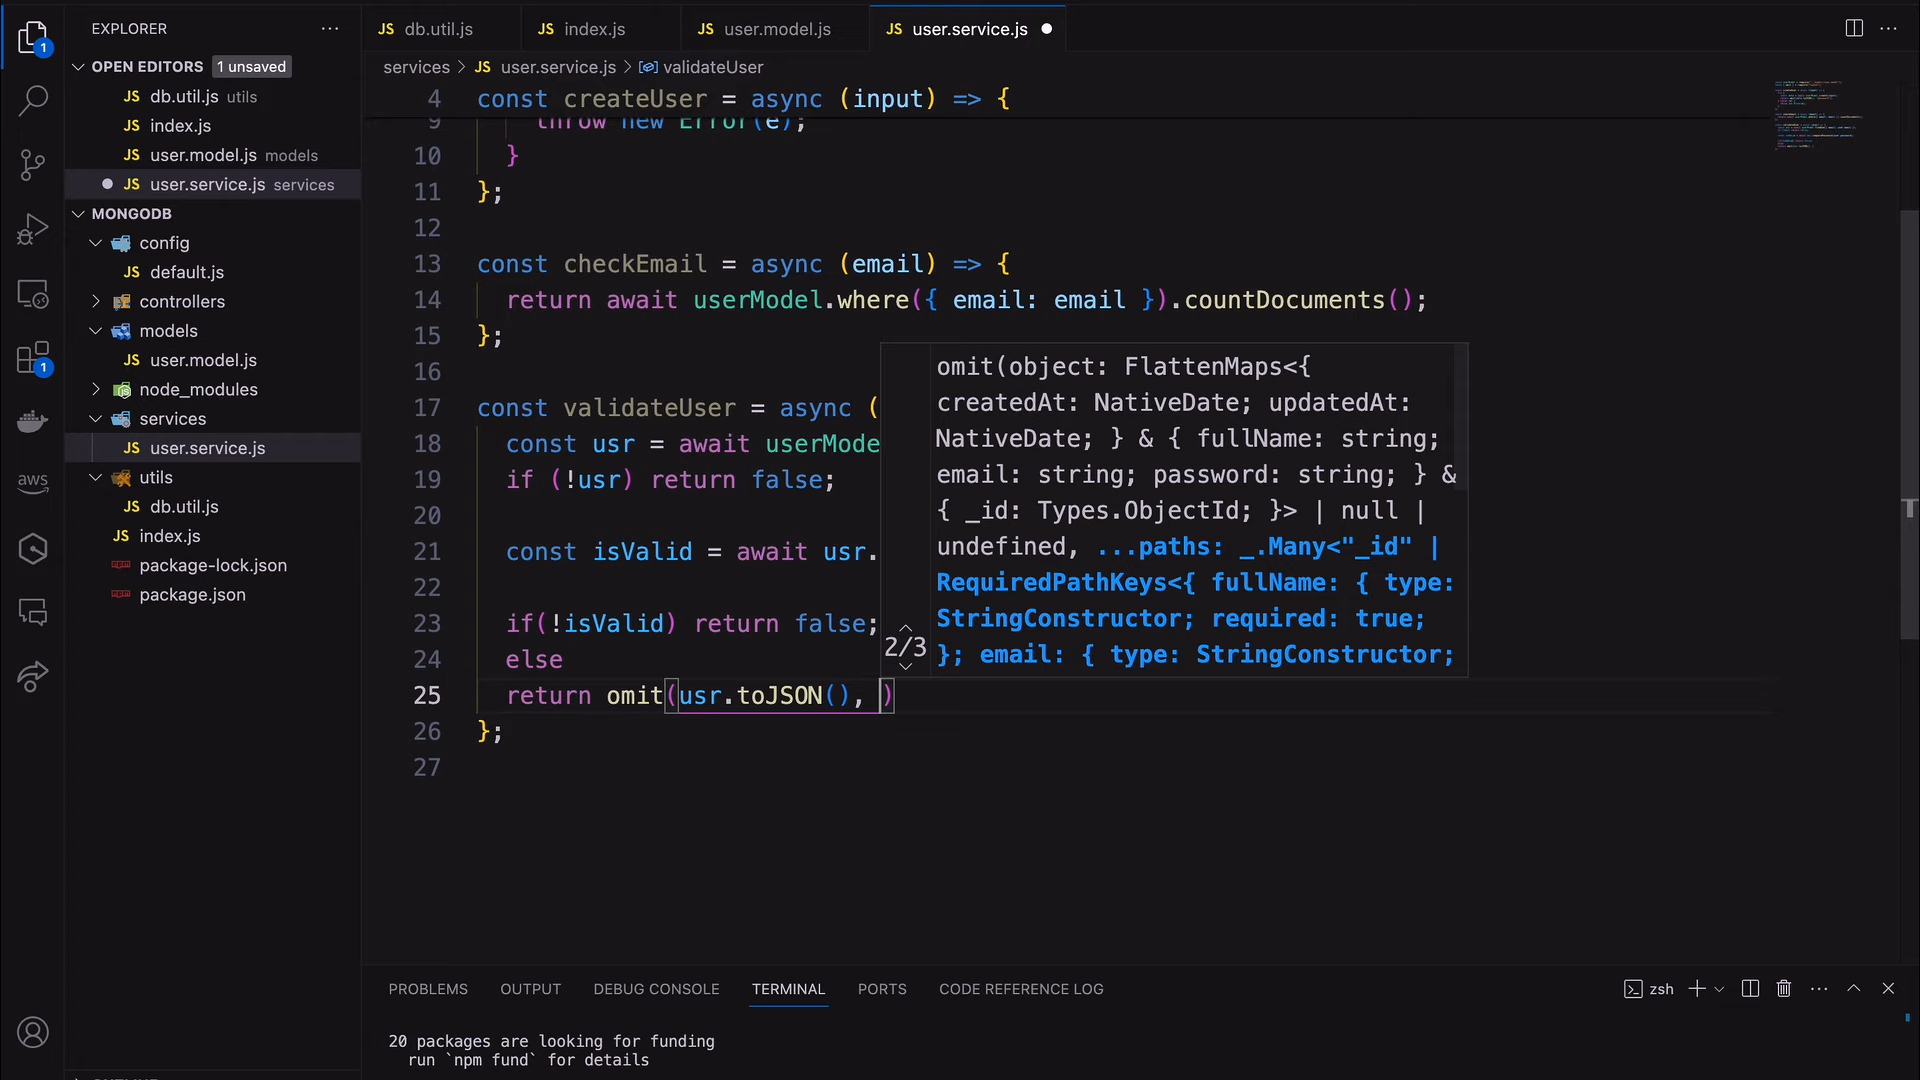 EXPLORER
OPEN EDITORS 1 unsaved
JS db.util.js utils
JS index.js
JS user.model.js models
JS user.service.js services
MONGODB
config
JS default.js
controllers
models
JS user.model.js
node_modules
services
JS user.service.js
utils
JS db.util.js
JS index.js
package-lock.json
package.json
1
1
aws
JS db.util.js
JS index.js
JS user.model.js
JS user.service.js
services > JS user.service.js > validateUser
4 const createUser = async (input) => {
9 throw new Error(e);
10 }
11 };
12
13 const checkEmail = async (email) => {
14 return await userModel.where({ email: email }).countDocuments();
15 };
16
17 const validateUser = async (
18 const usr = await userMode
19 if (!usr) return false;
20
21 const isValid = await usr.
22
23 if(!isValid) return false;
24 else
25 return omit(usr.toJSON(), )
26 };
27
omit(object: FlattenMaps<{
createdAt: NativeDate; updatedAt:
NativeDate; } & { fullName: string;
email: string; password: string; } &
{ _id: Types.ObjectId; }> | null |
undefined, ...paths: _.Many<"_id" |
RequiredPathKeys<{ fullName: { type:
StringConstructor; required: true;
}; email: { type: StringConstructor;
2/3
PROBLEMS OUTPUT DEBUG CONSOLE TERMINAL PORTS CODE REFERENCE LOG
zsh
20 packages are looking for funding
run `npm fund` for details